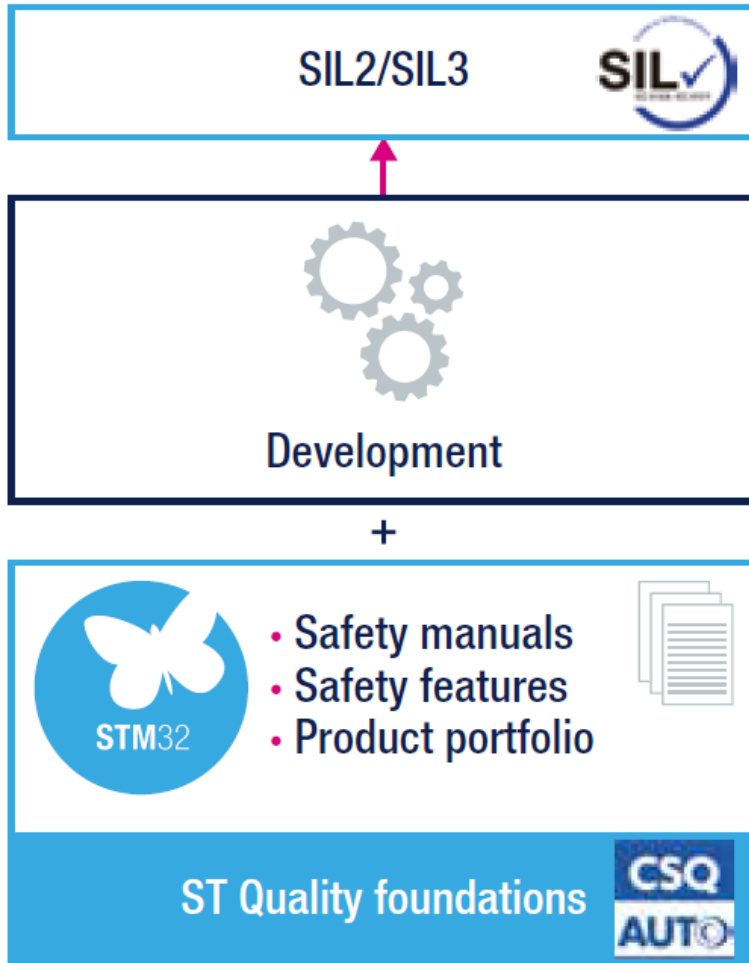 SIL2/SIL3
SIL
Development
+
• Safety manuals
• Safety features
• Product portfolio
STM32
ST Quality foundations
CSQ
AUTO